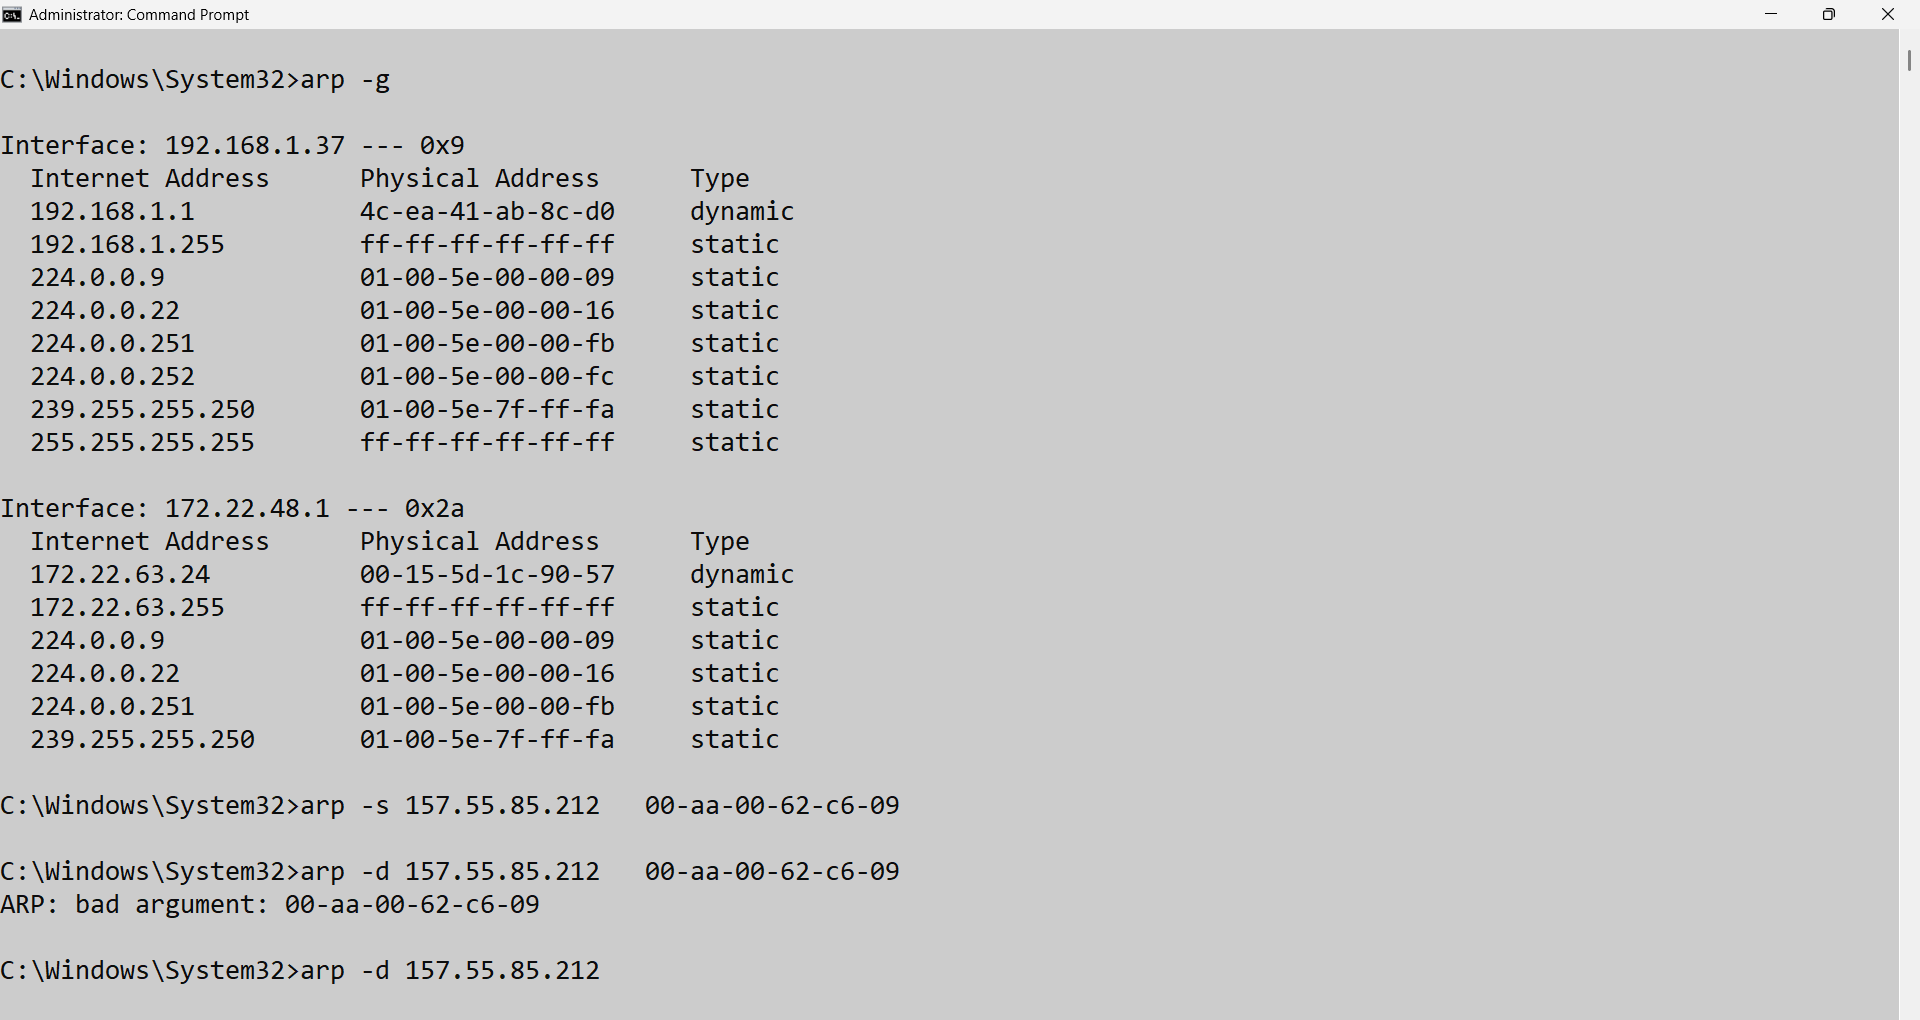 Administrator: Command Prompt
C:\Windows\System32>arp -g
Interface: 192.168.1.37 --- 0x9
  Internet Address      Physical Address      Type
  192.168.1.1           4c-ea-41-ab-8c-d0     dynamic
  192.168.1.255         ff-ff-ff-ff-ff-ff     static
  224.0.0.9             01-00-5e-00-00-09     static
  224.0.0.22            01-00-5e-00-00-16     static
  224.0.0.251           01-00-5e-00-00-fb     static
  224.0.0.252           01-00-5e-00-00-fc     static
  239.255.255.250       01-00-5e-7f-ff-fa     static
  255.255.255.255       ff-ff-ff-ff-ff-ff     static
Interface: 172.22.48.1 --- 0x2a
  Internet Address      Physical Address      Type
  172.22.63.24          00-15-5d-1c-90-57     dynamic
  172.22.63.255         ff-ff-ff-ff-ff-ff     static
  224.0.0.9             01-00-5e-00-00-09     static
  224.0.0.22            01-00-5e-00-00-16     static
  224.0.0.251           01-00-5e-00-00-fb     static
  239.255.255.250       01-00-5e-7f-ff-fa     static
C:\Windows\System32>arp -s 157.55.85.212   00-aa-00-62-c6-09
C:\Windows\System32>arp -d 157.55.85.212   00-aa-00-62-c6-09
ARP: bad argument: 00-aa-00-62-c6-09
C:\Windows\System32>arp -d 157.55.85.212